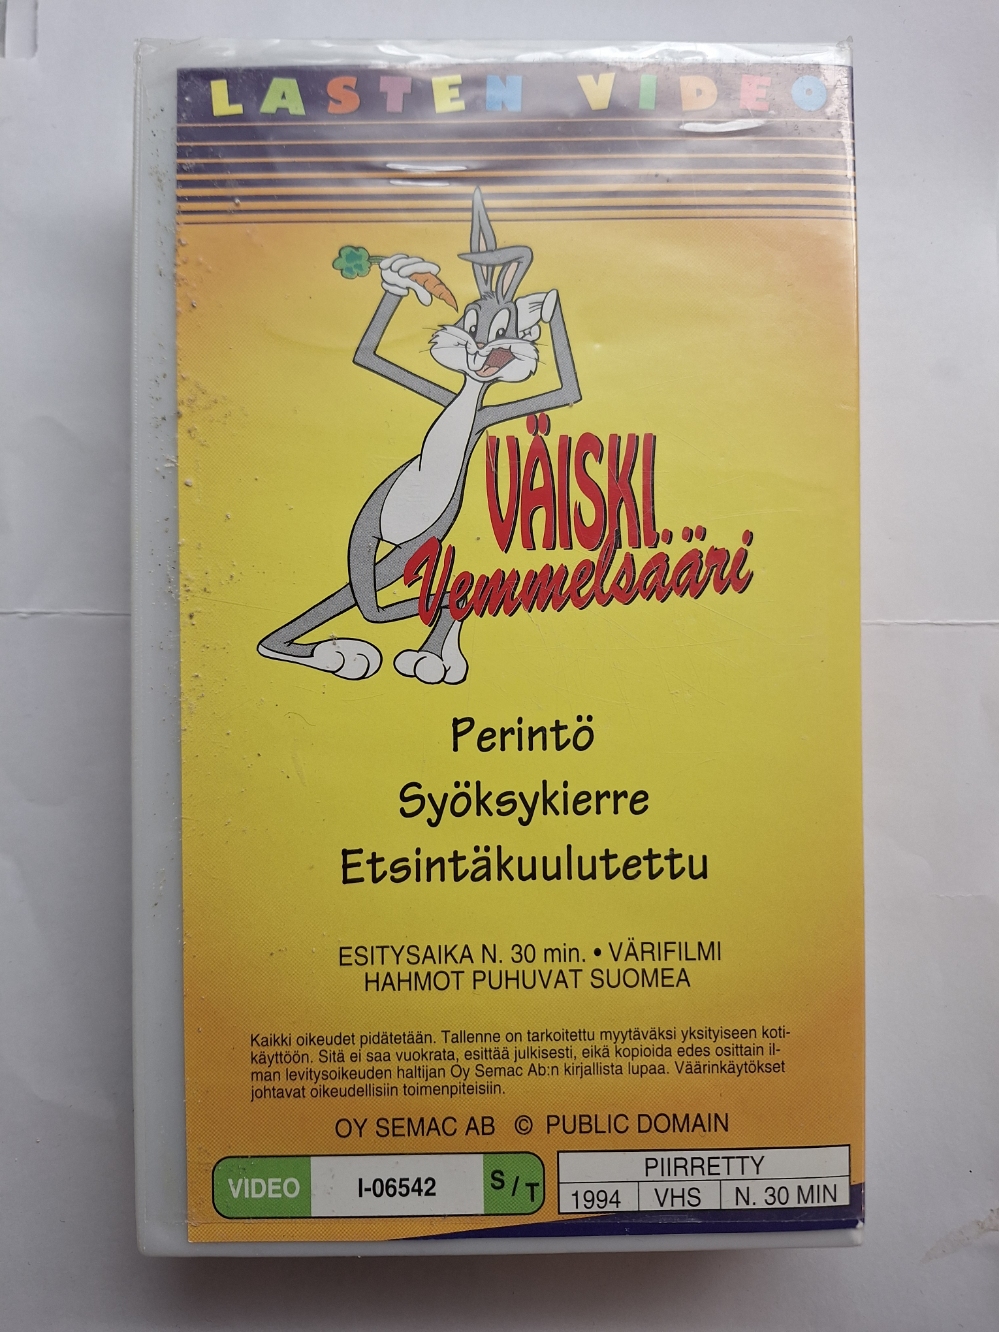 LASTEN VIDEO
VÄISKI
Vemmelsääri
Perintö
Syöksykierre
Etsintäkuulutettu
ESITYSAIKA N. 30 min. • VÄRIFILMI
HAHMOT PUHUVAT SUOMEA
Kaikki oikeudet pidätetään. Tallenne on tarkoitettu myytäväksi yksityiseen koti-
käyttöön. Sitä ei saa vuokrata, esittää julkisesti, eikä kopioida edes osittain il-
man levitysoikeuden haltijan Oy Semac Ab:n kirjallista lupaa. Väärinkäytökset
johtavat oikeudellisiin toimenpiteisiin.
OY SEMAC AB © PUBLIC DOMAIN
VIDEO I-06542 S/T
PIIRRETTY
1994 VHS N. 30 MIN